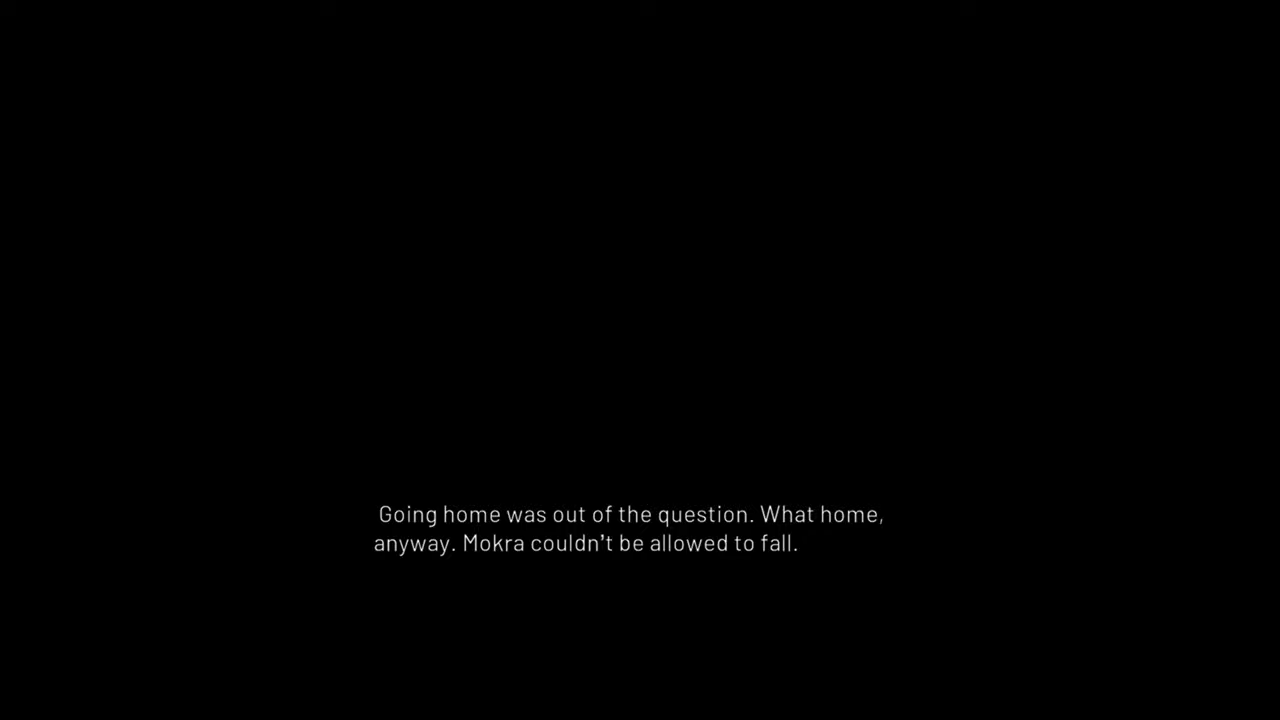 Going home was out of the question. What home,
anyway. Mokra couldn't be allowed to fall.